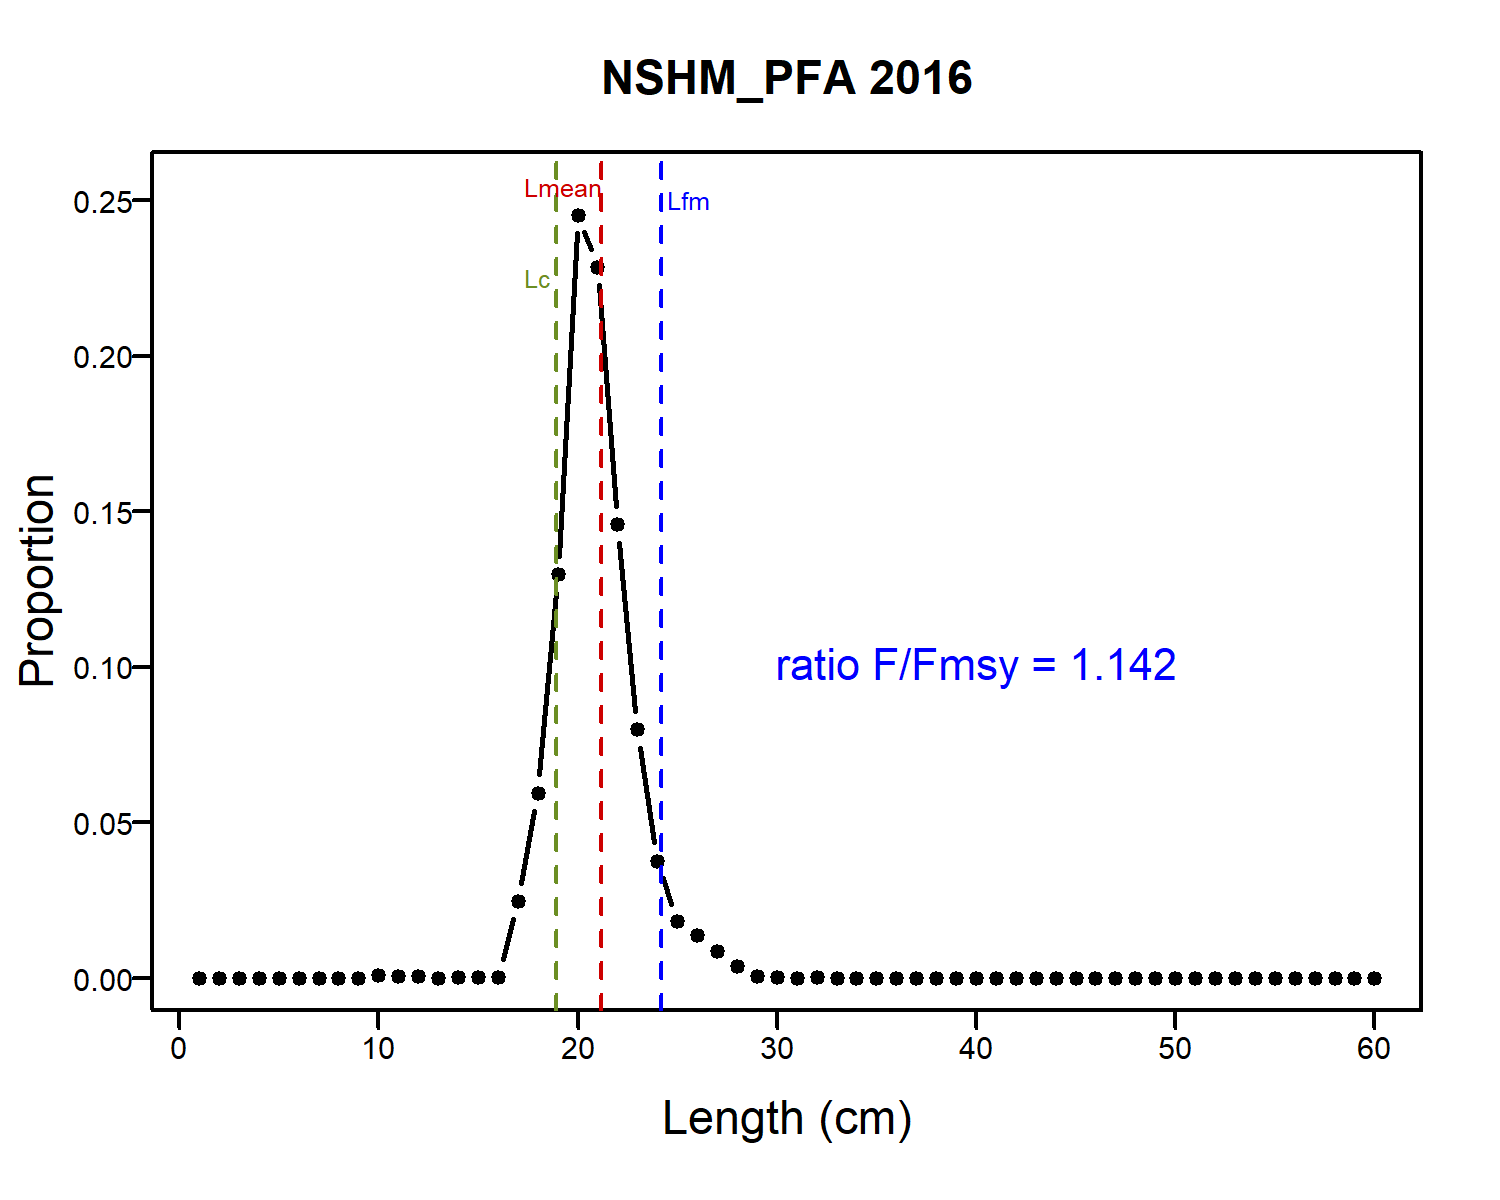 NSHM_PFA 2016
Lmean
Lfm
Lc
ratio F/Fmsy = 1.142
Proportion
0.25
0.20
0.15
0.10
0.05
0.00
0 10 20 30 40 50 60
Length (cm)